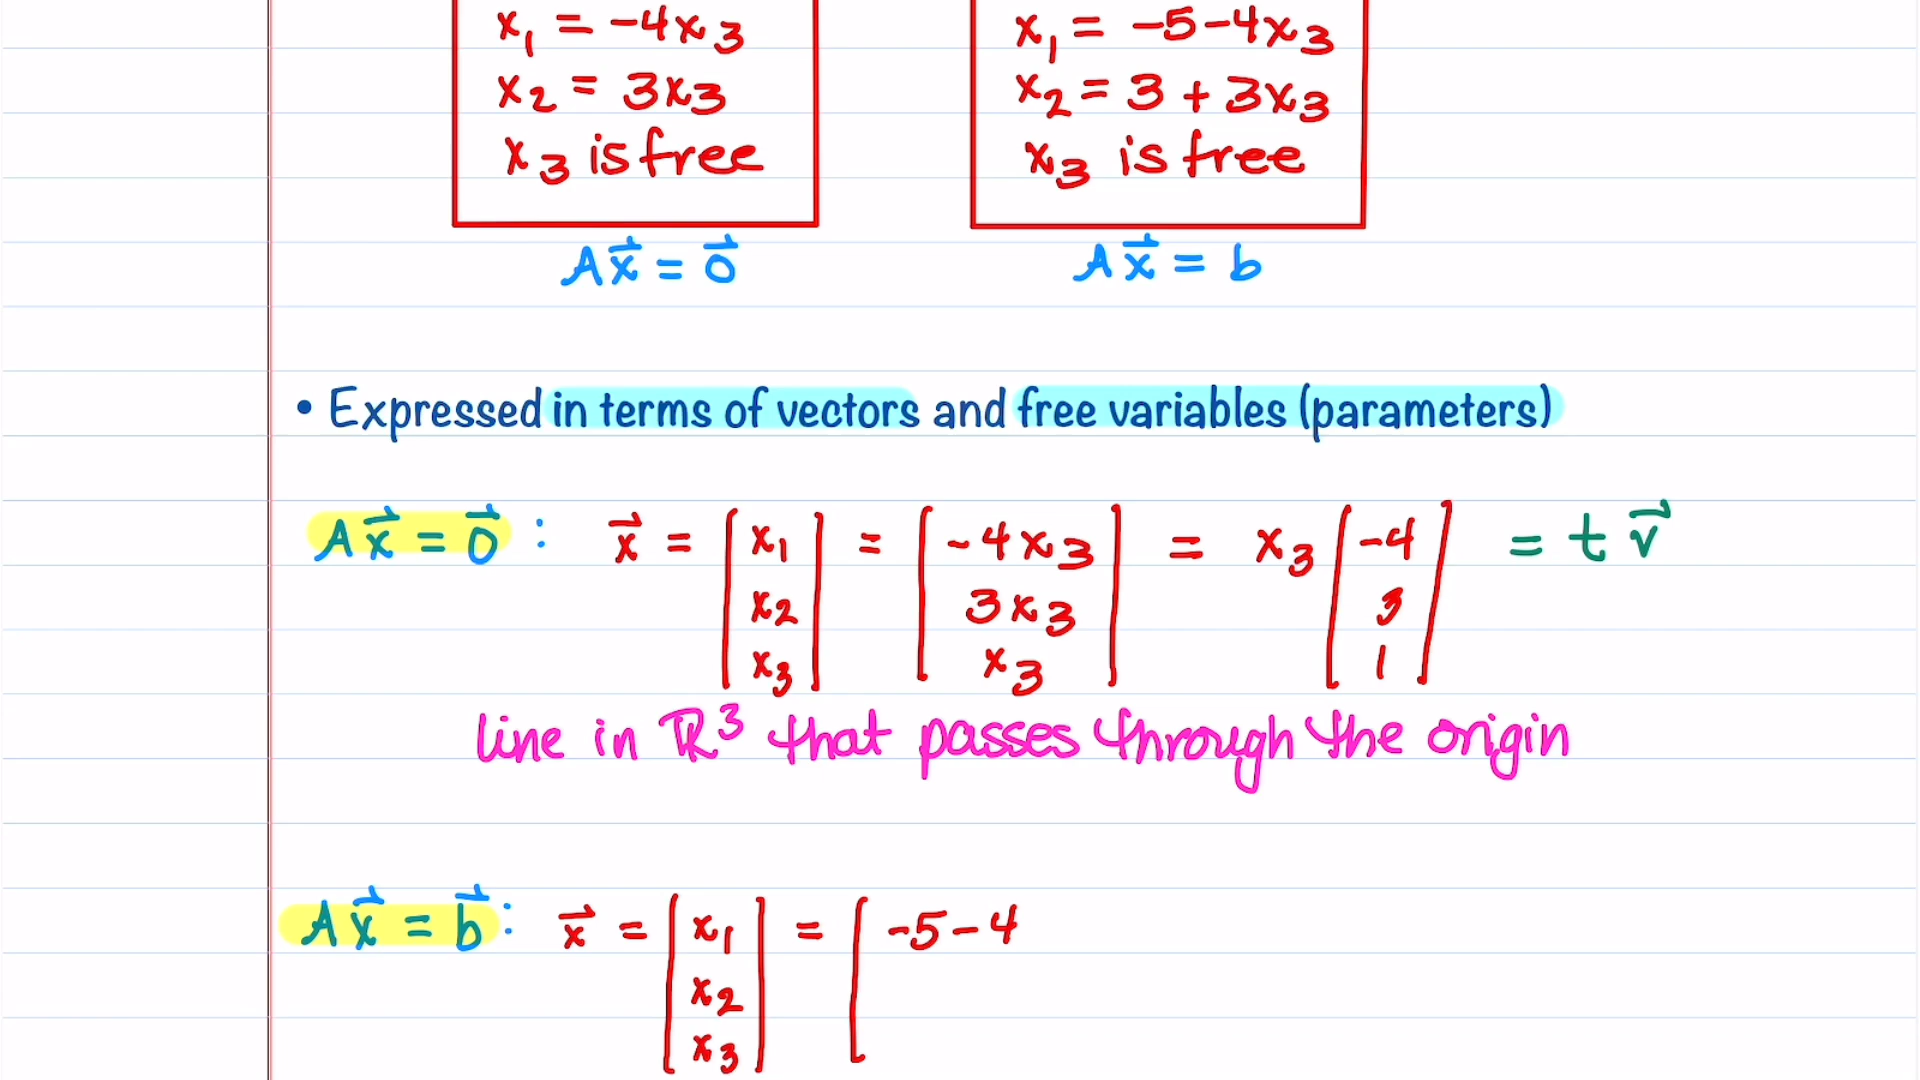 x₁ = -4x₃
x₂ = 3x₃
x₃ is free
Ax⃗ = 0⃗
x₁ = -5-4x₃
x₂ = 3 + 3x₃
x₃ is free
Ax⃗ = b
• Expressed in terms of vectors and free variables (parameters)
Ax⃗ = 0⃗ : x⃗ = [x₁ x₂ x₃] = [-4x₃ 3x₃ x₃] = x₃ [-4 3 1] = t v⃗
line in ℝ³ that passes through the origin
Ax⃗ = b⃗ : x⃗ = [x₁ x₂ x₃] = [ -5-4